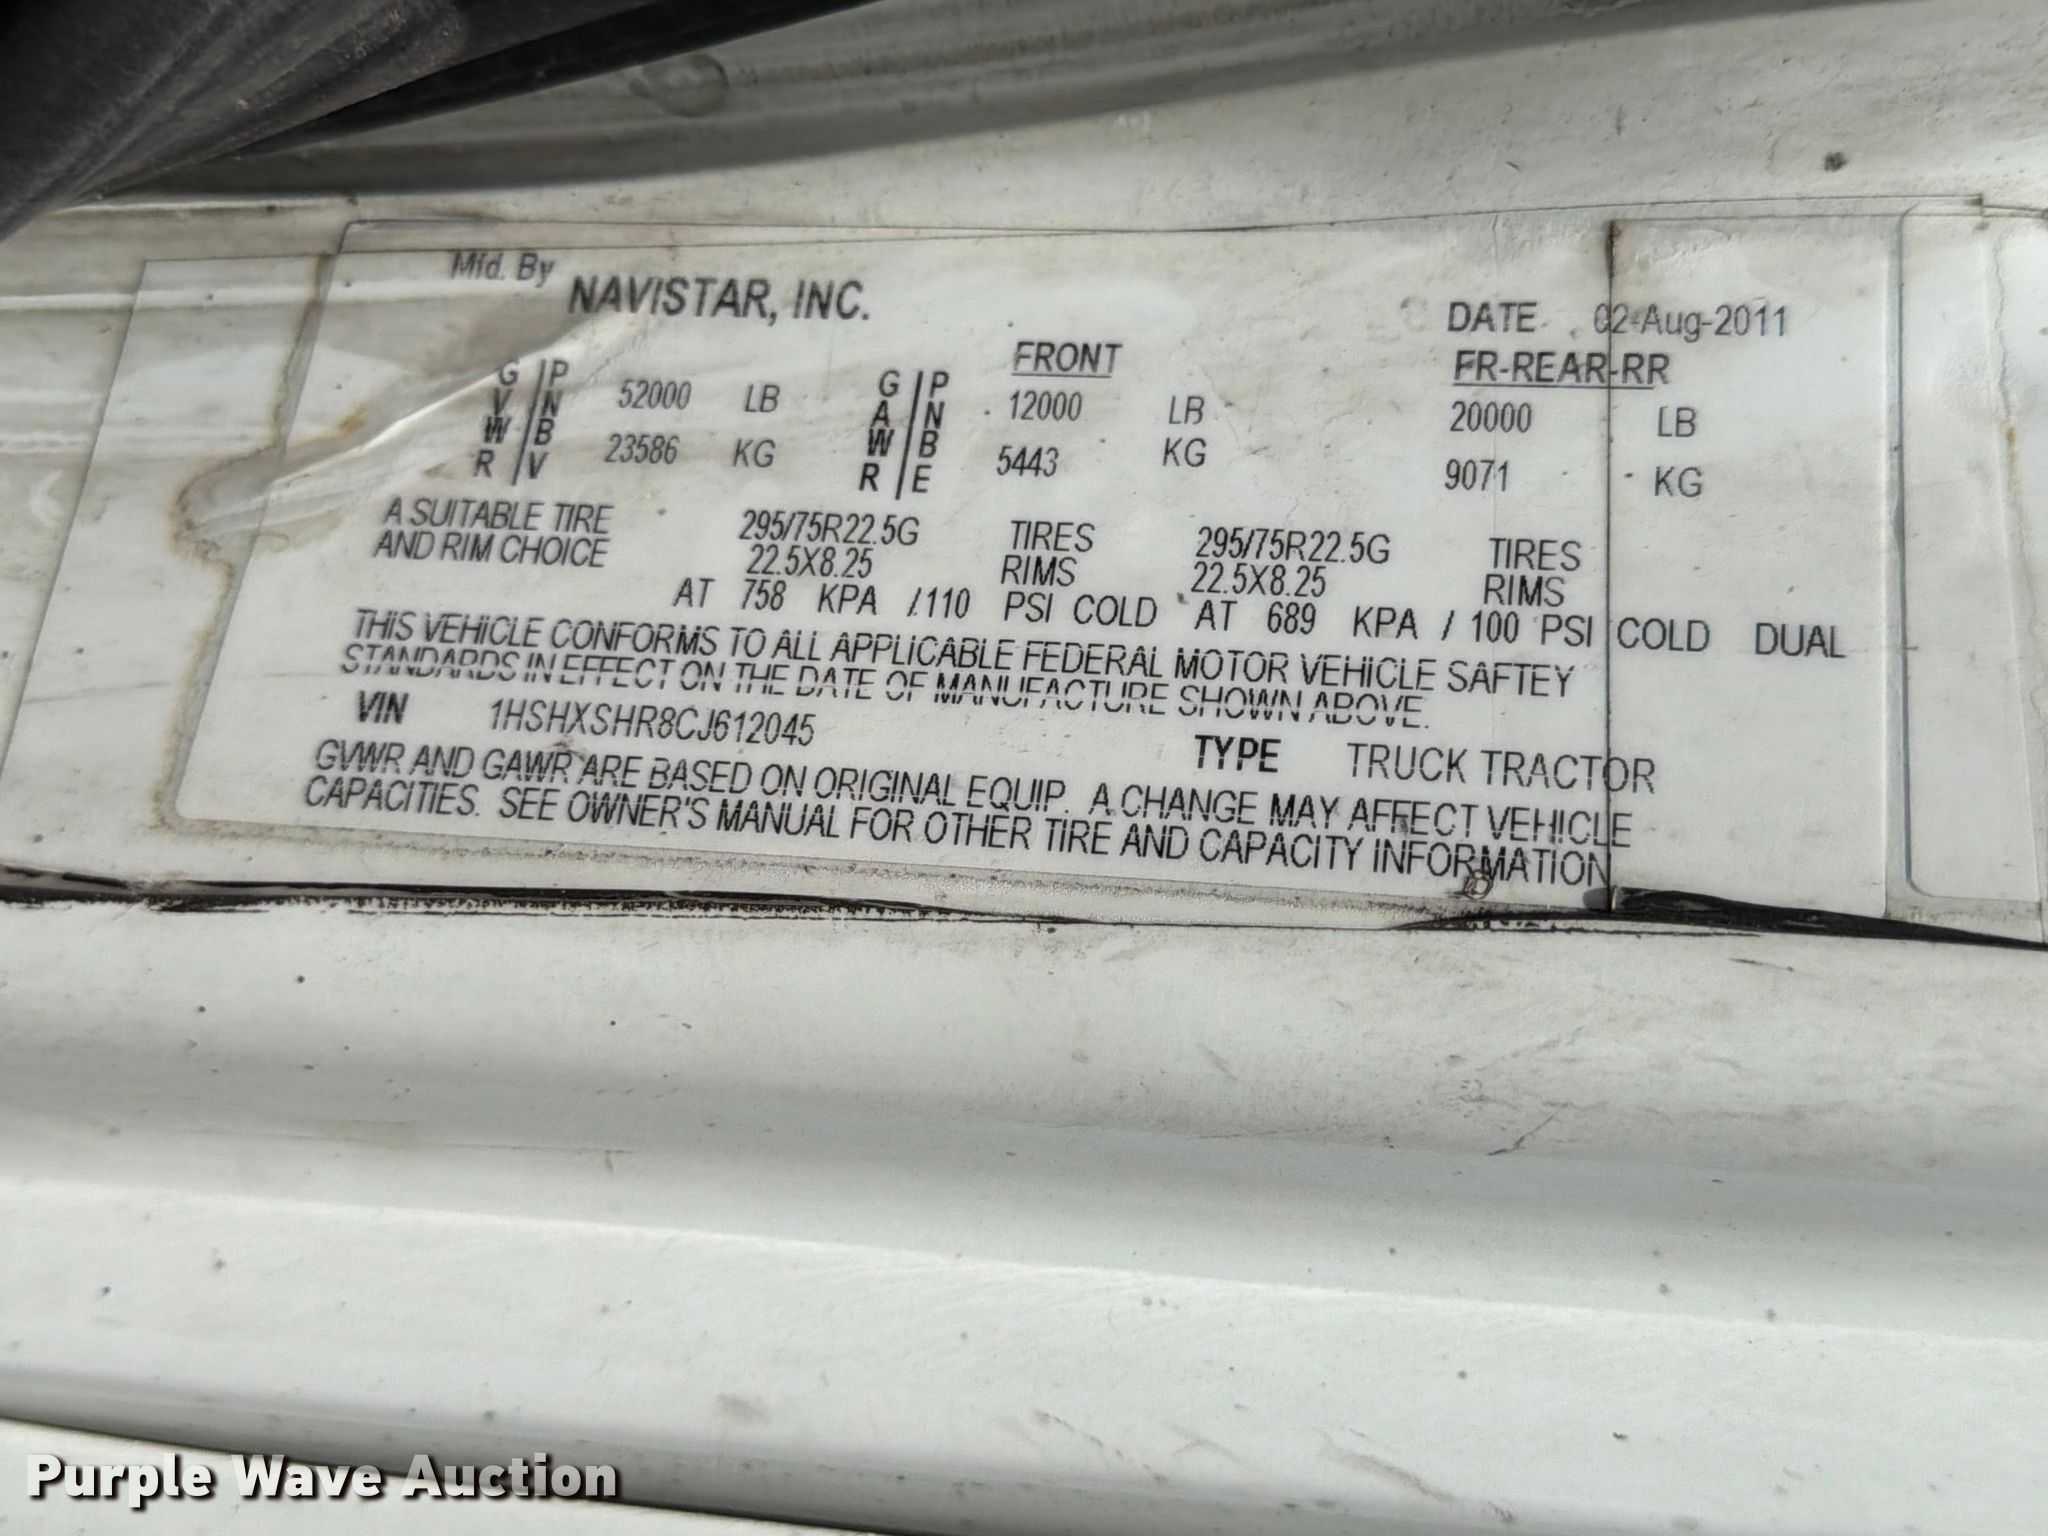 Mfd. By NAVISTAR, INC. DATE 02-Aug-2011
FRONT FR-REAR-RR
GVWR / PNBV 52000 LB GAWR / PNBE 12000 LB 20000 LB
23586 KG 5443 KG 9071 KG
A SUITABLE TIRE 295/75R22.5G TIRES 295/75R22.5G TIRES
AND RIM CHOICE 22.5X8.25 RIMS 22.5X8.25 RIMS
AT 758 KPA / 110 PSI COLD AT 689 KPA / 100 PSI COLD DUAL
THIS VEHICLE CONFORMS TO ALL APPLICABLE FEDERAL MOTOR VEHICLE SAFTEY
STANDARDS IN EFFECT ON THE DATE OF MANUFACTURE SHOWN ABOVE.
VIN 1HSHXSHR8CJ612045 TYPE TRUCK TRACTOR
GVWR AND GAWR ARE BASED ON ORIGINAL EQUIP. A CHANGE MAY AFFECT VEHICLE
CAPACITIES. SEE OWNER'S MANUAL FOR OTHER TIRE AND CAPACITY INFORMATION
Purple Wave Auction